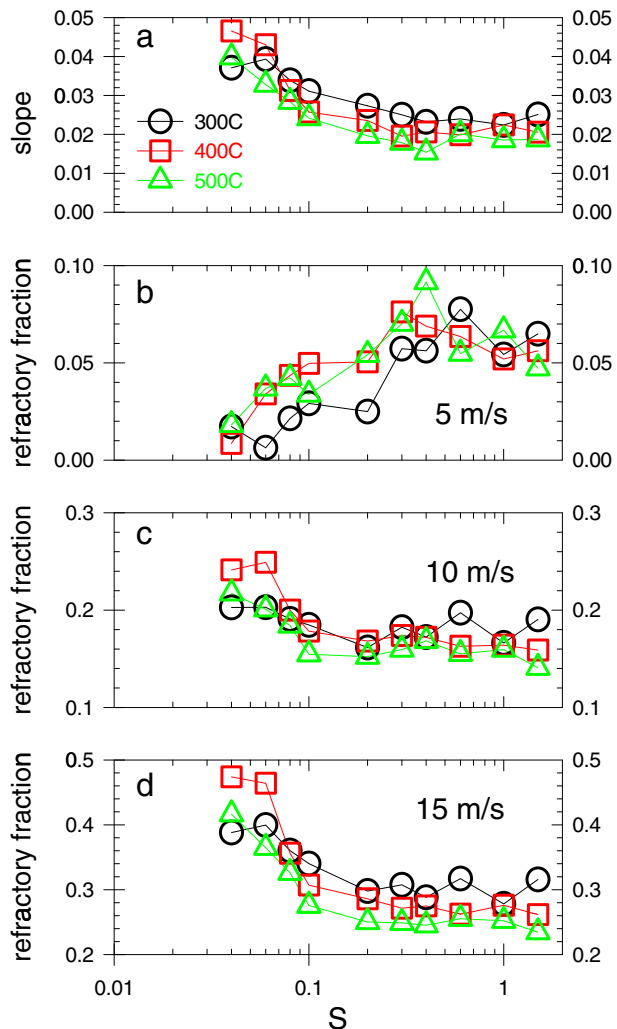 0.05 0.05
a
0.04 0.04
0.03 0.03
slope
300C
0.02 0.02
400C
0.01 0.01
500C
0.00 0.00
0.10 0.10
b
refractory fraction
0.05 0.05
5 m/s
0.00 0.00
0.3 0.3
c
10 m/s
refractory fraction
0.2 0.2
0.1 0.1
0.5 0.5
d
15 m/s
0.4 0.4
refractory fraction
0.3 0.3
0.2 0.2
0.01 0.1 1
S